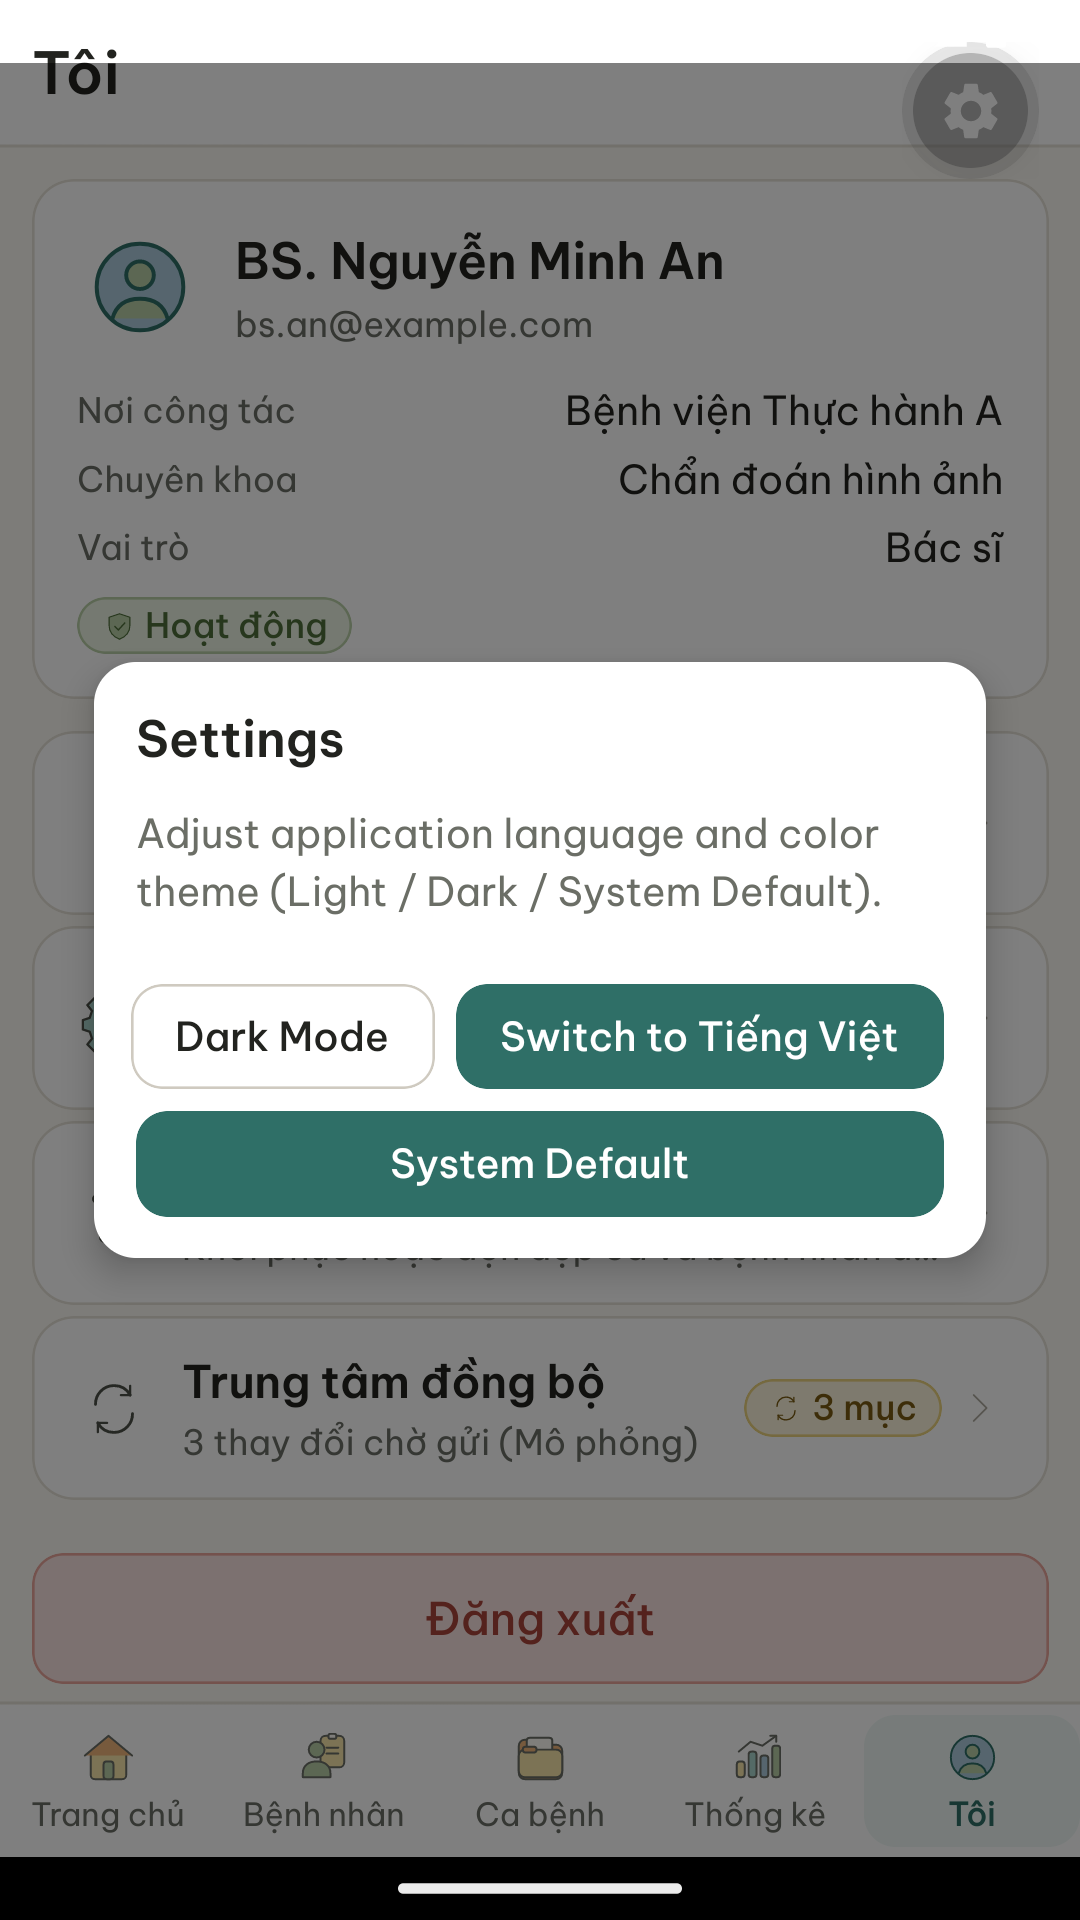 Tôi
BS. Nguyễn Minh An
bs.an@example.com
Nơi công tác
Bệnh viện Thực hành A
Chuyên khoa
Chẩn đoán hình ảnh
Vai trò
Bác sĩ
Hoạt động
Settings
Adjust application language and color
theme (Light / Dark / System Default).
Dark Mode
Switch to Tiếng Việt
System Default
Trung tâm đồng bộ
3 thay đổi chờ gửi (Mô phỏng)
3 mục
Đăng xuất
Trang chủ
Bệnh nhân
Ca bệnh
Thống kê
Tôi